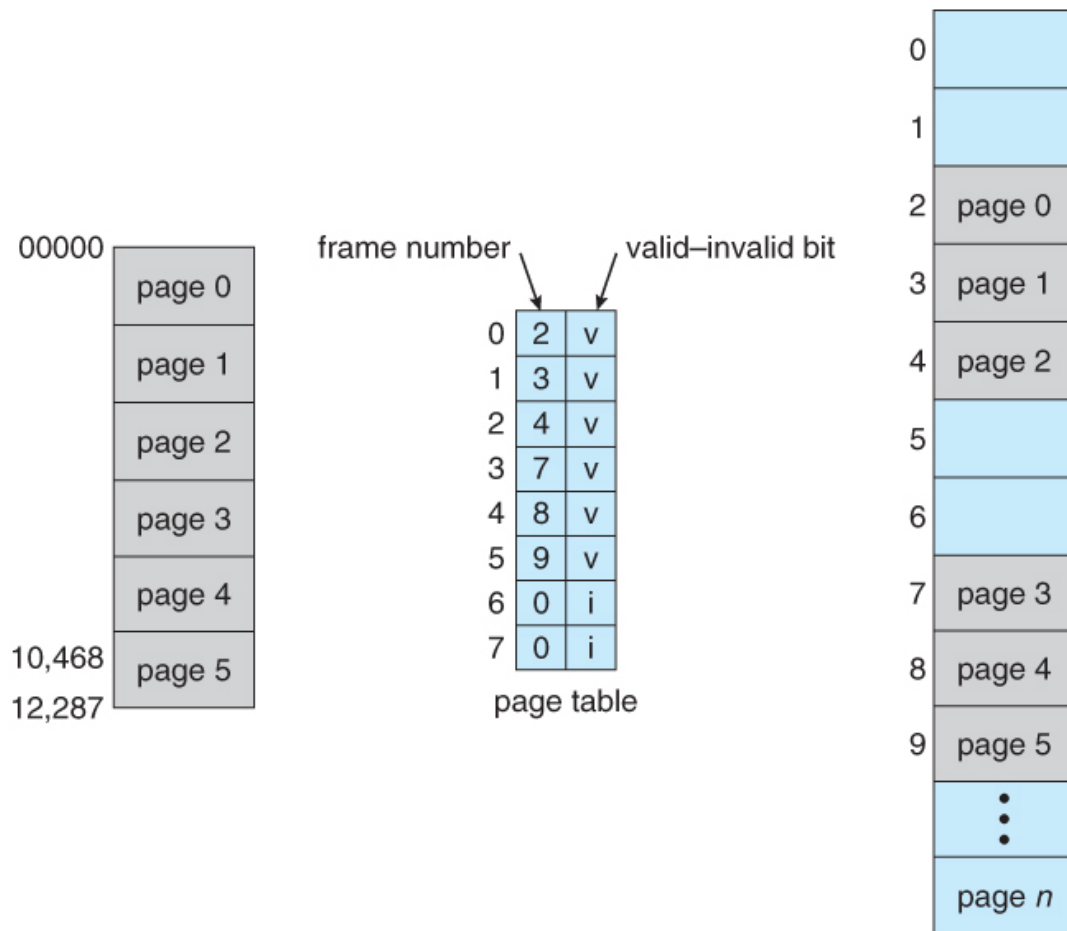 00000
page 0
page 1
page 2
page 3
page 4
10,468
page 5
12,287
frame number
valid–invalid bit
0 2 v
1 3 v
2 4 v
3 7 v
4 8 v
5 9 v
6 0 i
7 0 i
page table
0
1
2 page 0
3 page 1
4 page 2
5
6
7 page 3
8 page 4
9 page 5
page n